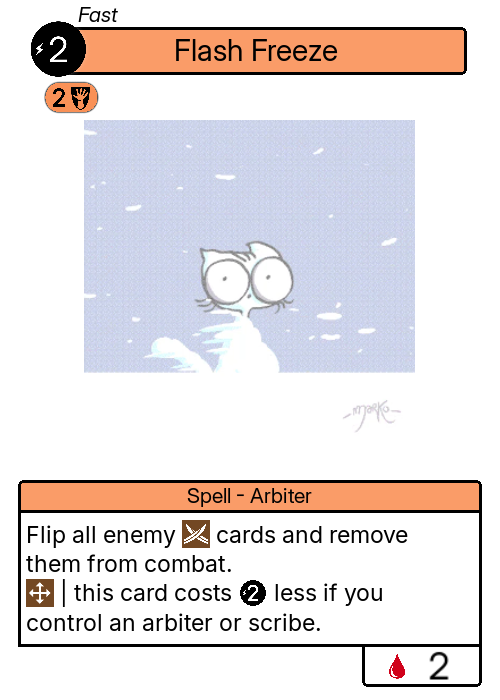 Fast
2 Flash Freeze
2
marko
Spell - Arbiter
Flip all enemy cards and remove
them from combat.
| this card costs 2 less if you
control an arbiter or scribe.
2